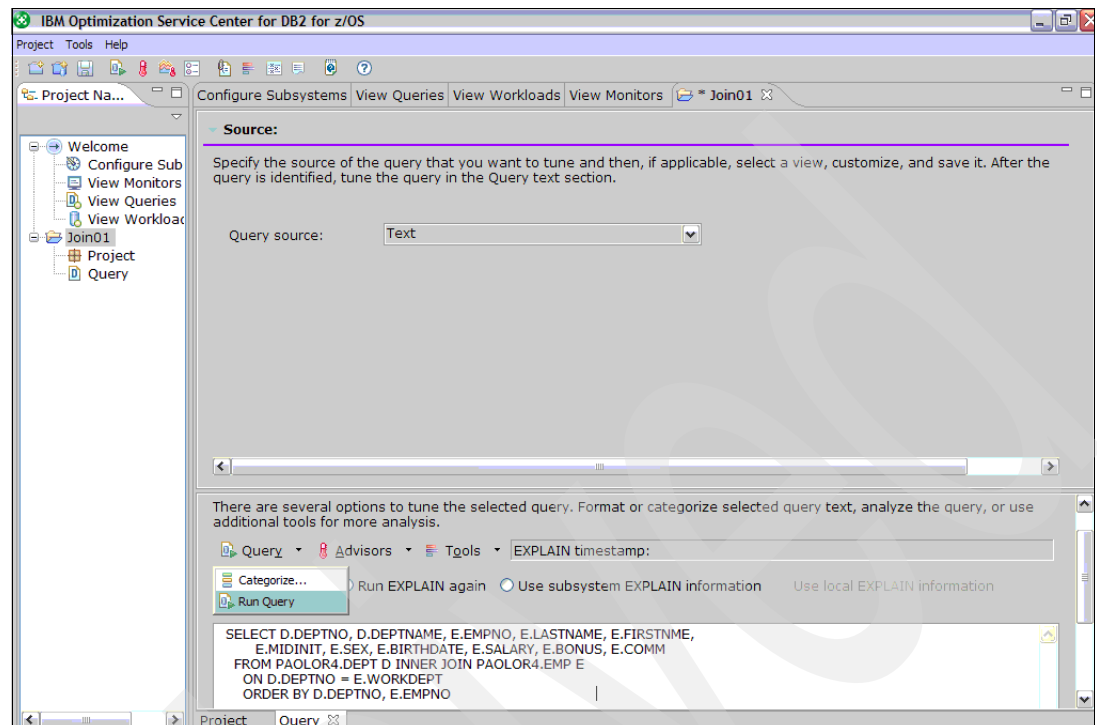 IBM Optimization Service Center for DB2 for z/OS
Project Tools Help
Project Na...
Configure Subsystems View Queries View Workloads View Monitors * Join01
Source:
Welcome
Configure Sub
View Monitors
View Queries
View Workload
Join01
Project
Query
Specify the source of the query that you want to tune and then, if applicable, select a view, customize, and save it. After the
query is identified, tune the query in the Query text section.
Query source: Text
There are several options to tune the selected query. Format or categorize selected query text, analyze the query, or use
additional tools for more analysis.
Query Advisors Tools EXPLAIN timestamp:
Categorize...
Run Query
Run EXPLAIN again Use subsystem EXPLAIN information Use local EXPLAIN information
SELECT D.DEPTNO, D.DEPTNAME, E.EMPNO, E.LASTNAME, E.FIRSTNME,
E.MIDINIT, E.SEX, E.BIRTHDATE, E.SALARY, E.BONUS, E.COMM
FROM PAOLOR4.DEPT D INNER JOIN PAOLOR4.EMP E
ON D.DEPTNO = E.WORKDEPT
ORDER BY D.DEPTNO, E.EMPNO
Project Query